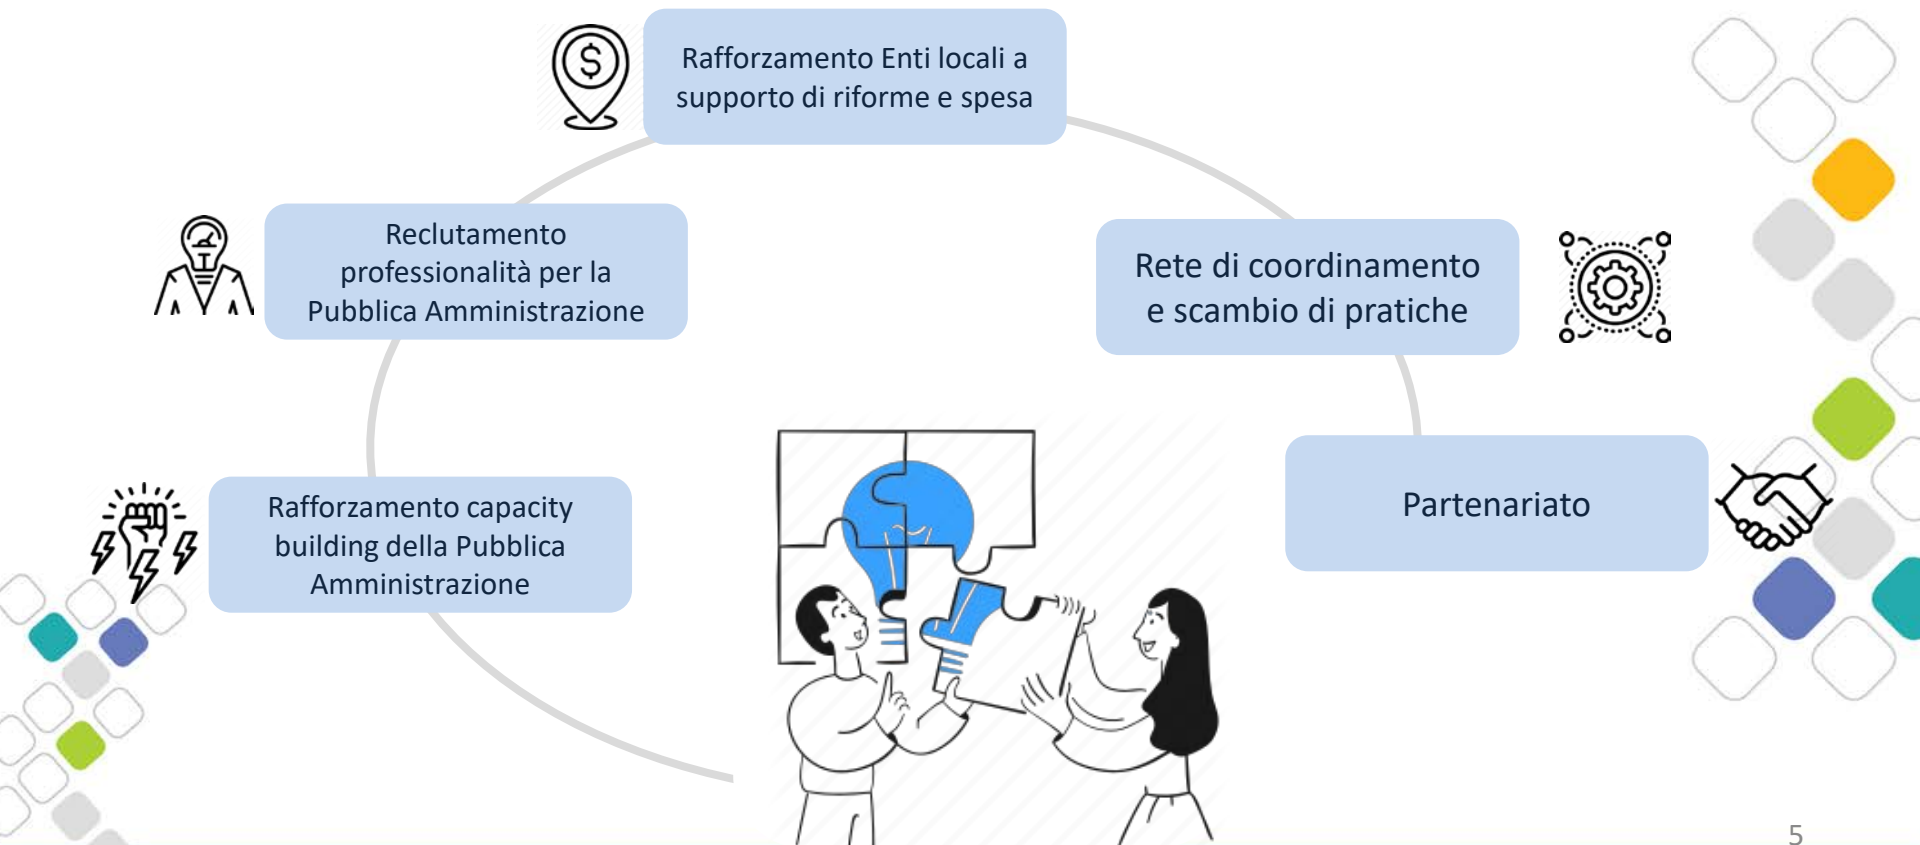 Rafforzamento Enti locali a
supporto di riforme e spesa
Reclutamento
professionalità per la
Pubblica Amministrazione
Rete di coordinamento
e scambio di pratiche
Rafforzamento capacity
building della Pubblica
Amministrazione
Partenariato
5